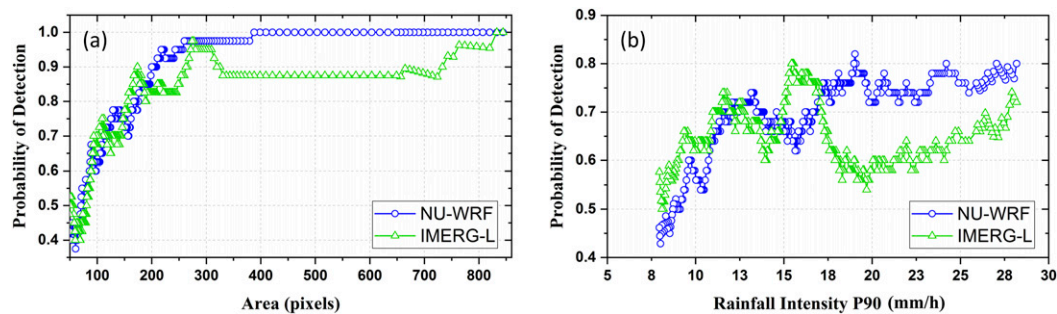 (a)
Probability of Detection
1.0
0.9
0.8
0.7
0.6
0.5
0.4
NU-WRF
IMERG-L
100 200 300 400 500 600 700 800
Area (pixels)
(b)
Probability of Detection
0.9
0.8
0.7
0.6
0.5
0.4
NU-WRF
IMERG-L
5 8 10 13 15 18 20 23 25 28 30
Rainfall Intensity P90 (mm/h)